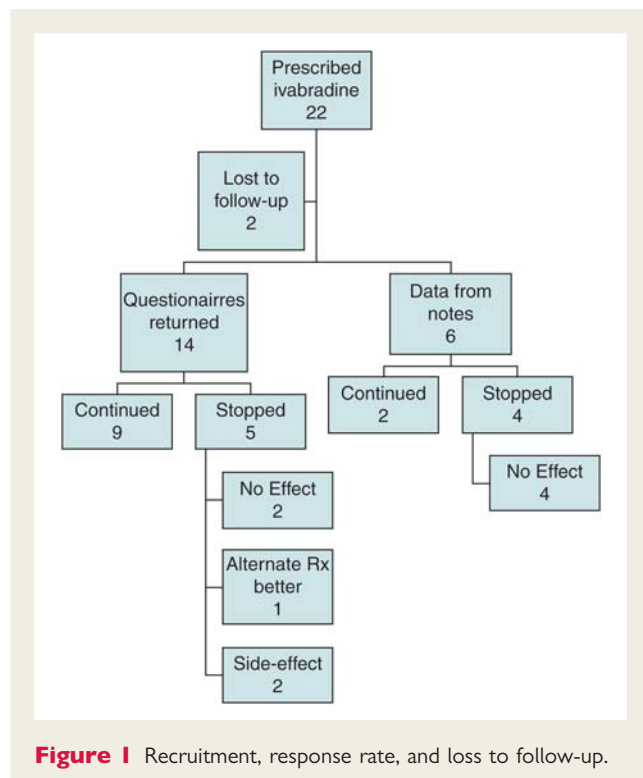 Prescribed
ivabradine
22
Lost to
follow-up
2
Questionairres
returned
14
Data from
notes
6
Continued
9
Stopped
5
Continued
2
Stopped
4
No Effect
2
No Effect
4
Alternate Rx
better
1
Side-effect
2
Figure 1 Recruitment, response rate, and loss to follow-up.